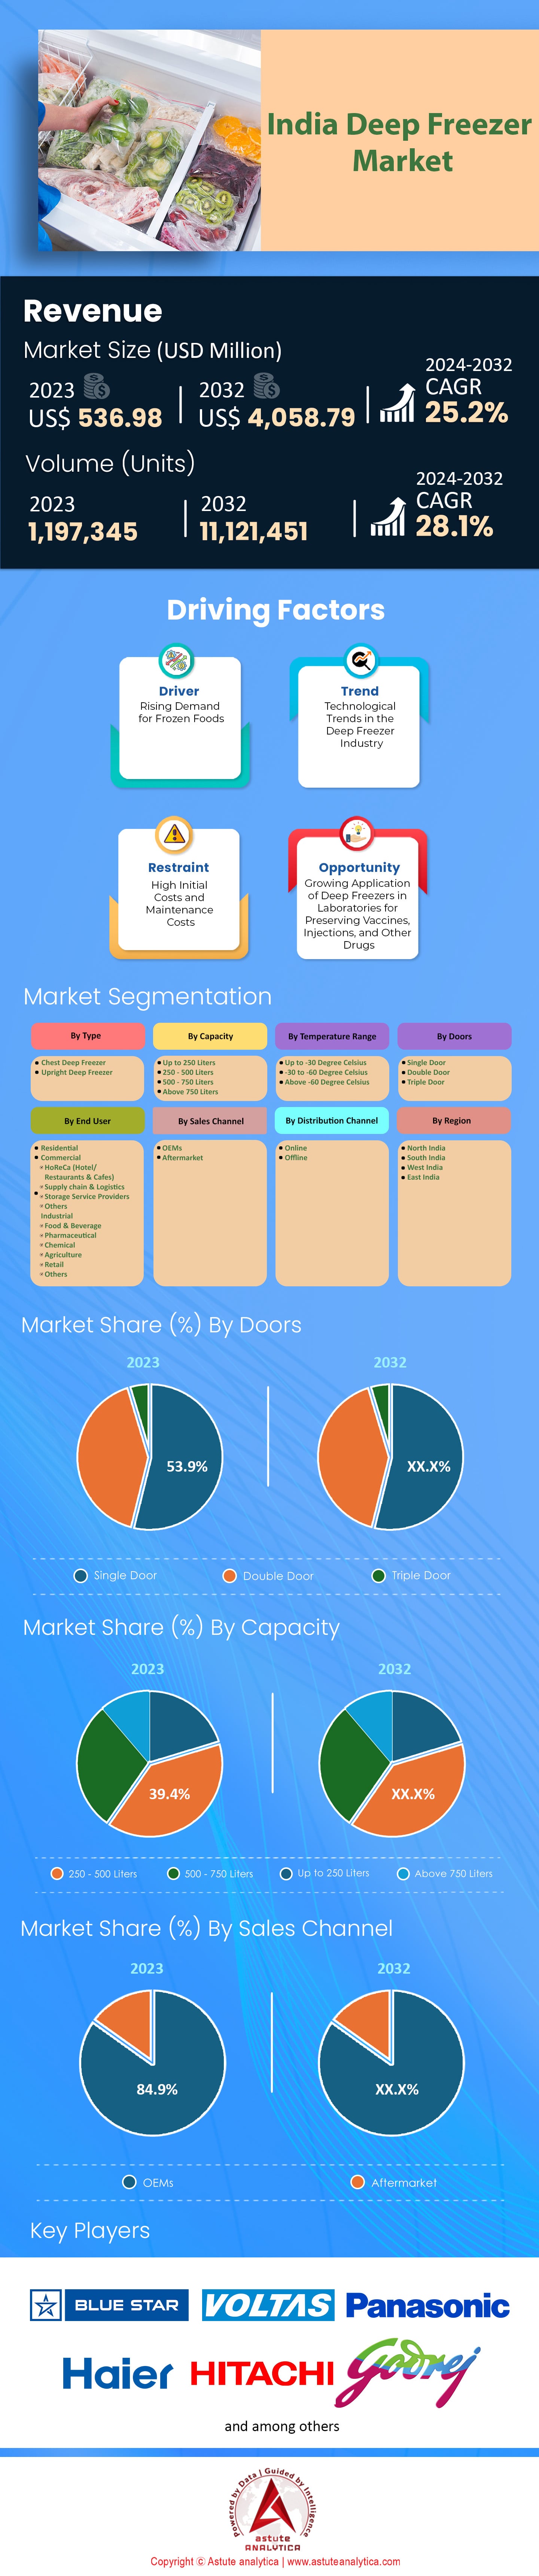 India Deep Freezer
Market
Revenue
Market Size (USD Million)
2023
US$ 536.98
2032
US$ 4,058.79
2024-2032
CAGR
25.2%
Volume (Units)
2023
1,197,345
2032
11,121,451
2024-2032
CAGR
28.1%
Driving Factors
Driver
Rising Demand
for Frozen Foods
Trend
Technological
Trends in the
Deep Freezer
Industry
Restraint
High Initial
Costs and
Maintenance
Costs
Opportunity
Growing Application
of Deep Freezers in
Laboratories for
Preserving Vaccines,
Injections, and Other
Drugs
Market Segmentation
By Type
Chest Deep Freezer
Upright Deep Freezer
By Capacity
Up to 250 Liters
250 - 500 Liters
500 - 750 Liters
Above 750 Liters
By Temperature Range
Up to -30 Degree Celsius
-30 to -60 Degree Celsius
Above -60 Degree Celsius
By Doors
Single Door
Double Door
Triple Door
By End User
Residential
Commercial
HoReCa (Hotel/
Restaurants & Cafes)
Supply chain & Logistics
Storage Service Providers
Others
Industrial
Food & Beverage
Pharmaceutical
Chemical
Agriculture
Retail
Others
By Sales Channel
OEMs
Aftermarket
By Distribution Channel
Online
Offline
By Region
North India
South India
West India
East India
Market Share (%) By Doors
2023
2032
53.9%
XX.X%
Single Door
Double Door
Triple Door
Market Share (%) By Capacity
2023
2032
39.4%
XX.X%
250 - 500 Liters
500 - 750 Liters
Up to 250 Liters
Above 750 Liters
Market Share (%) By Sales Channel
2023
2032
84.9%
XX.X%
OEMs
Aftermarket
Key Players
BLUE STAR
VOLTAS
Panasonic
Haier
HITACHI
Godrej
and among others
Powered by Data | Guided by Intelligence
astute
ANALYTICA
Copyright © Astute analytica | www.astuteanalytica.com